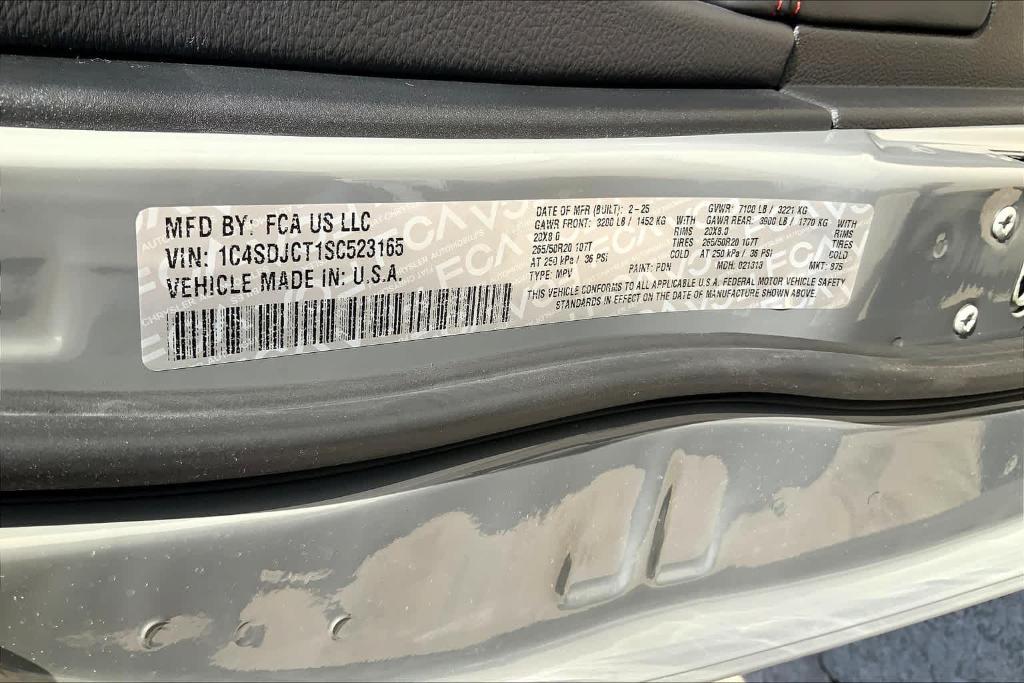 MFD BY: FCA US LLC
VIN: 1C4SDJCT1SC523165
VEHICLE MADE IN: U.S.A.
DATE OF MFR (BUILT): 2-25 GVWR: 7100 LB / 3221 KG
GAWR FRONT: 3200 LB / 1452 KG WITH GAWR REAR: 3900 LB / 1770 KG WITH
20X8.0 RIMS 20X8.0 RIMS
265/50R20 107T TIRES 265/50R20 107T TIRES
AT 250 kPa / 36 PSI COLD AT 250 kPa / 36 PSI COLD
TYPE: MPV PAINT: PDN MDH: 021313 MKT: 975
THIS VEHICLE CONFORMS TO ALL APPLICABLE U.S.A. FEDERAL MOTOR VEHICLE SAFETY
STANDARDS IN EFFECT ON THE DATE OF MANUFACTURE SHOWN ABOVE.